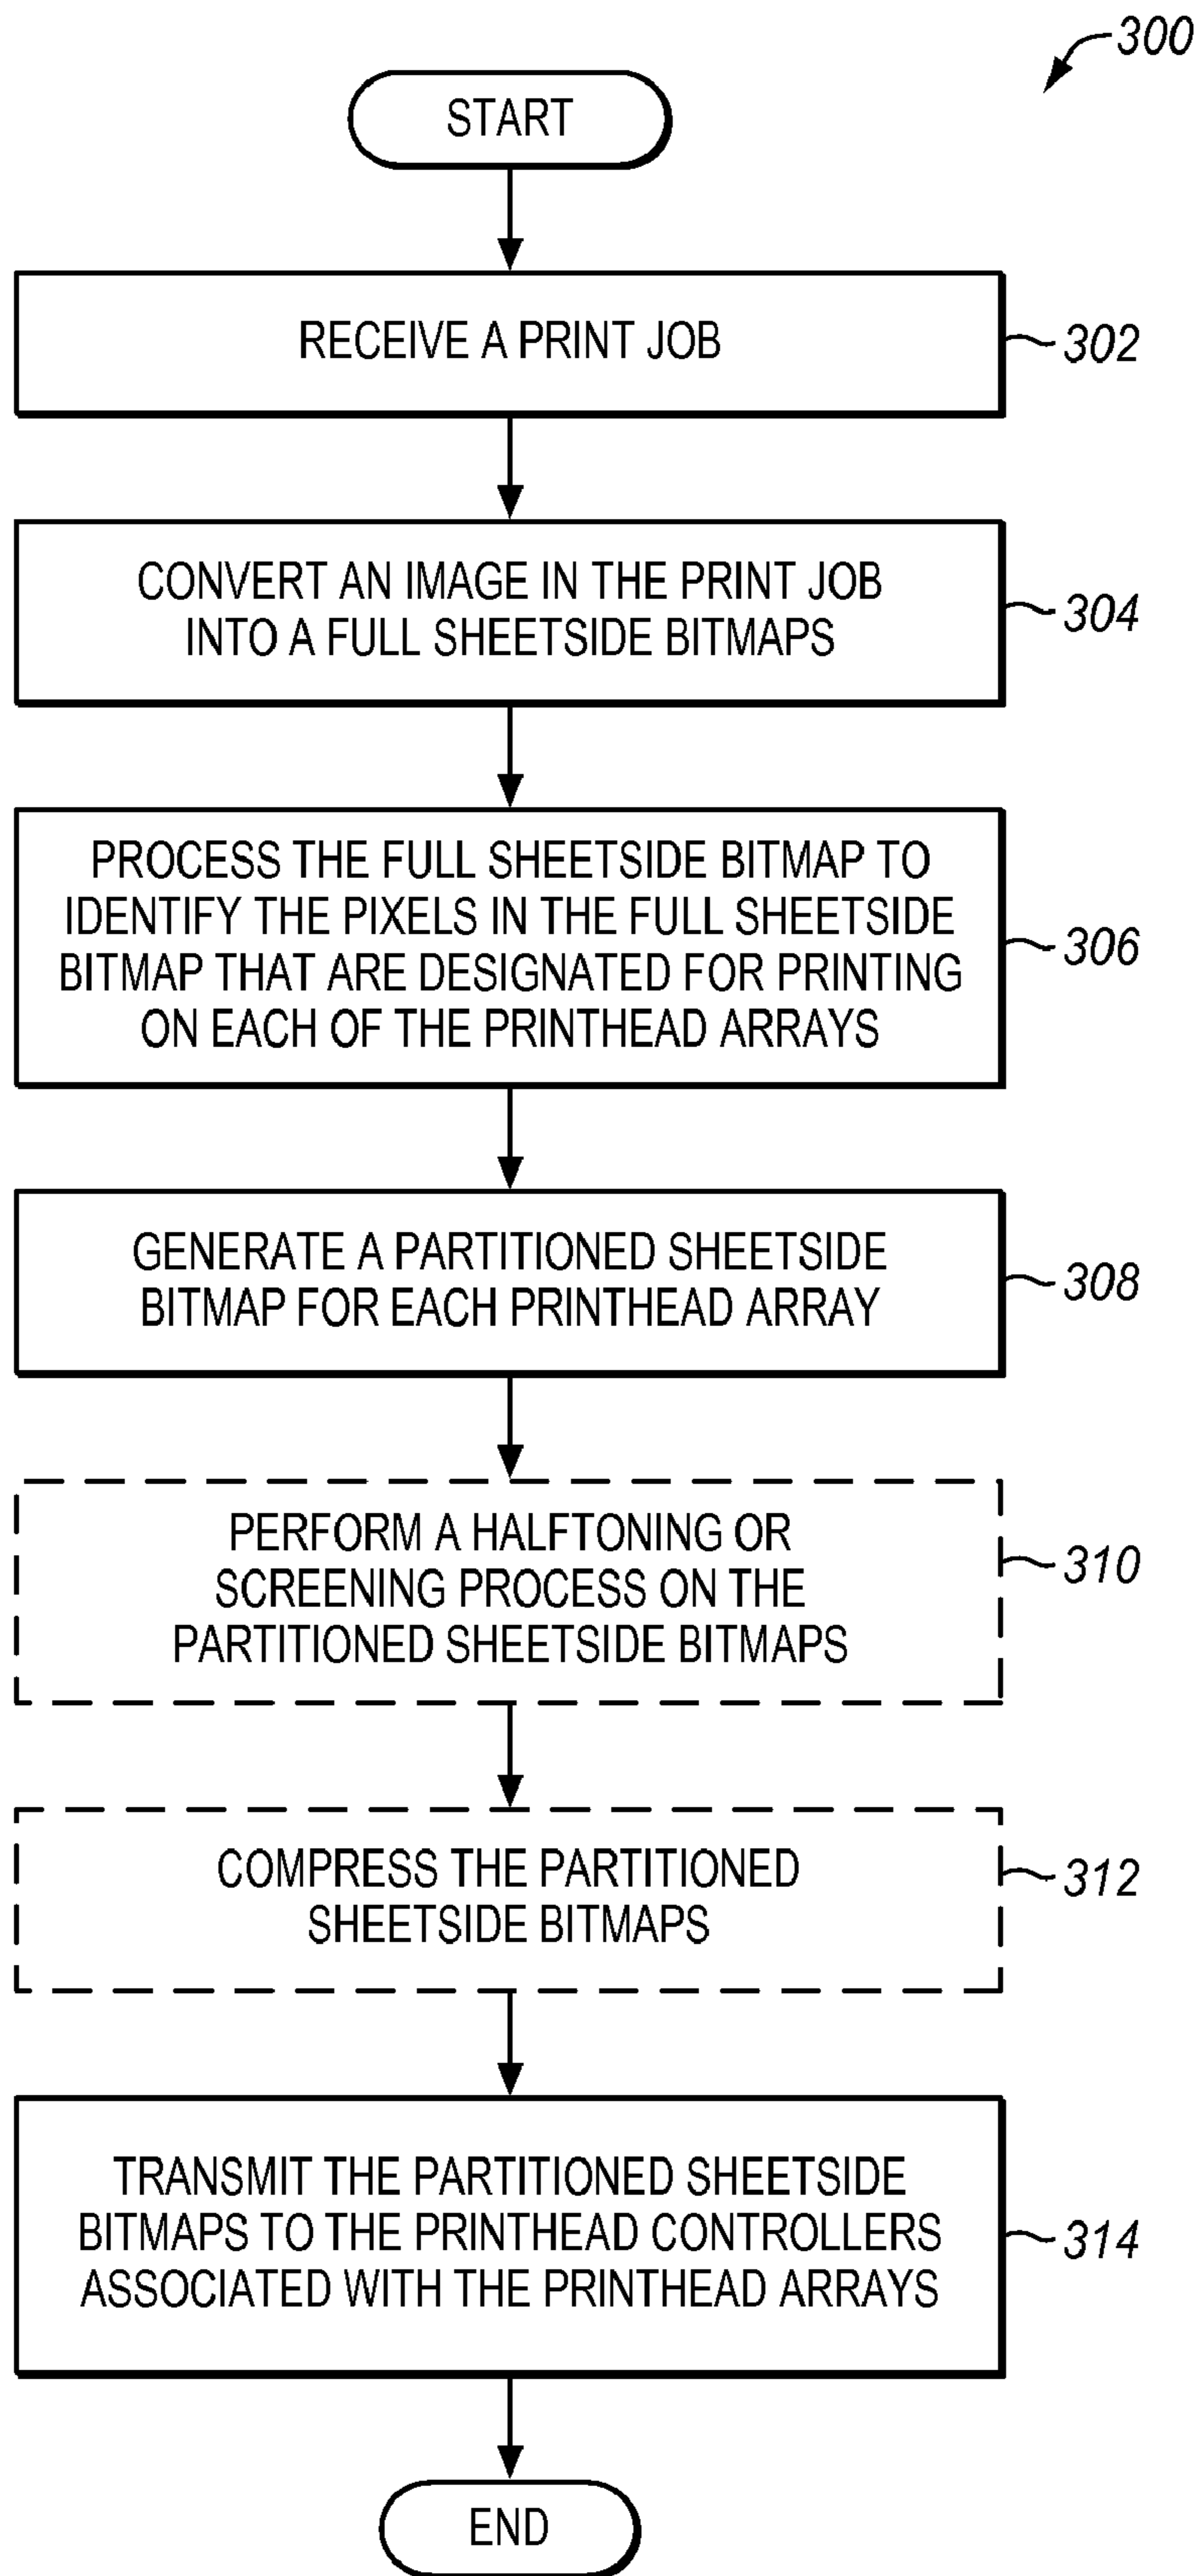 300
START
RECEIVE A PRINT JOB
302
CONVERT AN IMAGE IN THE PRINT JOB
INTO A FULL SHEETSIDE BITMAPS
304
PROCESS THE FULL SHEETSIDE BITMAP TO
IDENTIFY THE PIXELS IN THE FULL SHEETSIDE
BITMAP THAT ARE DESIGNATED FOR PRINTING
ON EACH OF THE PRINTHEAD ARRAYS
306
GENERATE A PARTITIONED SHEETSIDE
BITMAP FOR EACH PRINTHEAD ARRAY
308
PERFORM A HALFTONING OR
SCREENING PROCESS ON THE
PARTITIONED SHEETSIDE BITMAPS
310
COMPRESS THE PARTITIONED
SHEETSIDE BITMAPS
312
TRANSMIT THE PARTITIONED SHEETSIDE
BITMAPS TO THE PRINTHEAD CONTROLLERS
ASSOCIATED WITH THE PRINTHEAD ARRAYS
314
END